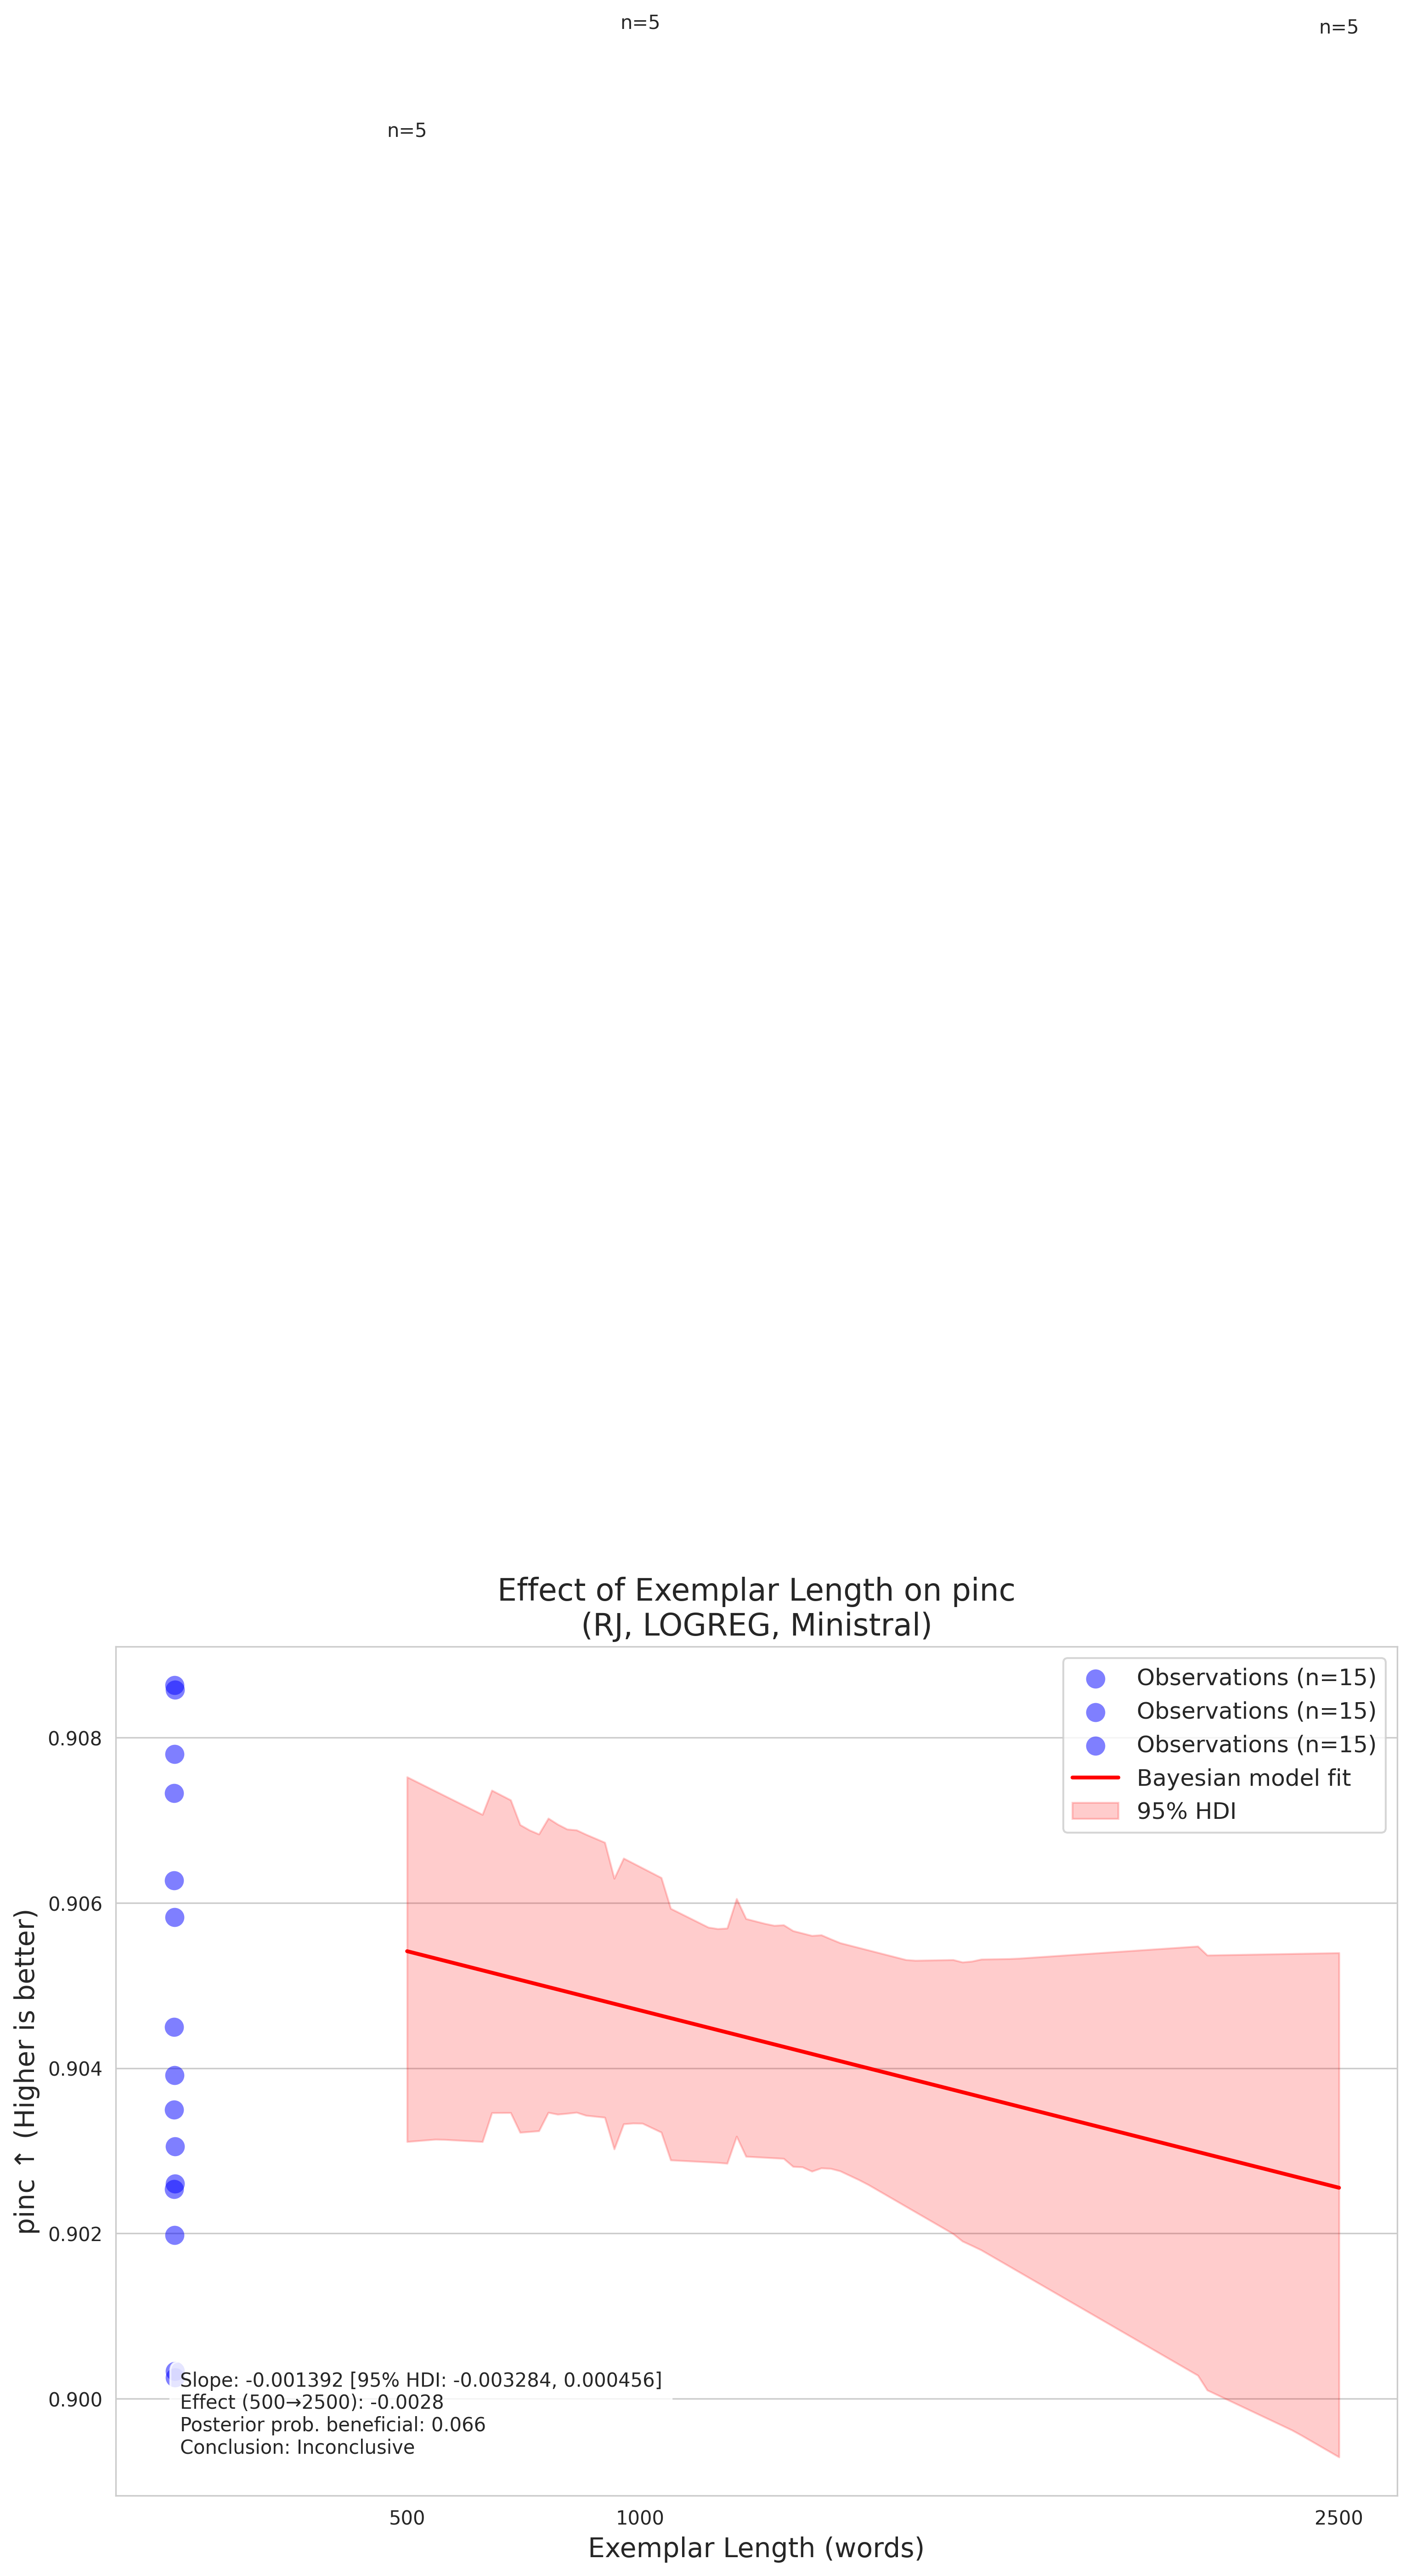 n=5
n=5
n=5
Effect of Exemplar Length on pinc
(RJ, LOGREG, Ministral)
Observations (n=15)
Observations (n=15)
Observations (n=15)
Bayesian model fit
95% HDI
pinc ↑ (Higher is better)
0.908
0.906
0.904
0.902
0.900
Slope: -0.001392 [95% HDI: -0.003284, 0.000456]
Effect (500→2500): -0.0028
Posterior prob. beneficial: 0.066
Conclusion: Inconclusive
500
1000
2500
Exemplar Length (words)